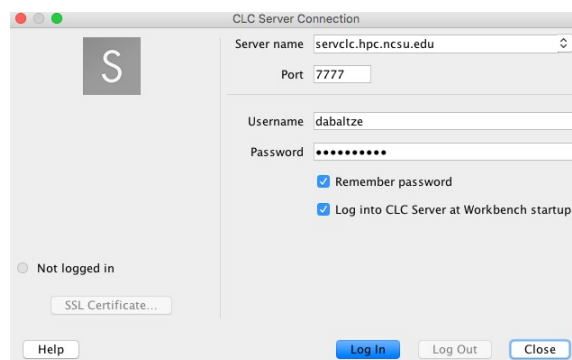 CLC Server Connection
S
Server name servclc.hpc.ncsu.edu
Port 7777
Username dabaltze
Password ••••••••••
Remember password
Log into CLC Server at Workbench startup
Not logged in
SSL Certificate...
Help Log In Log Out Close